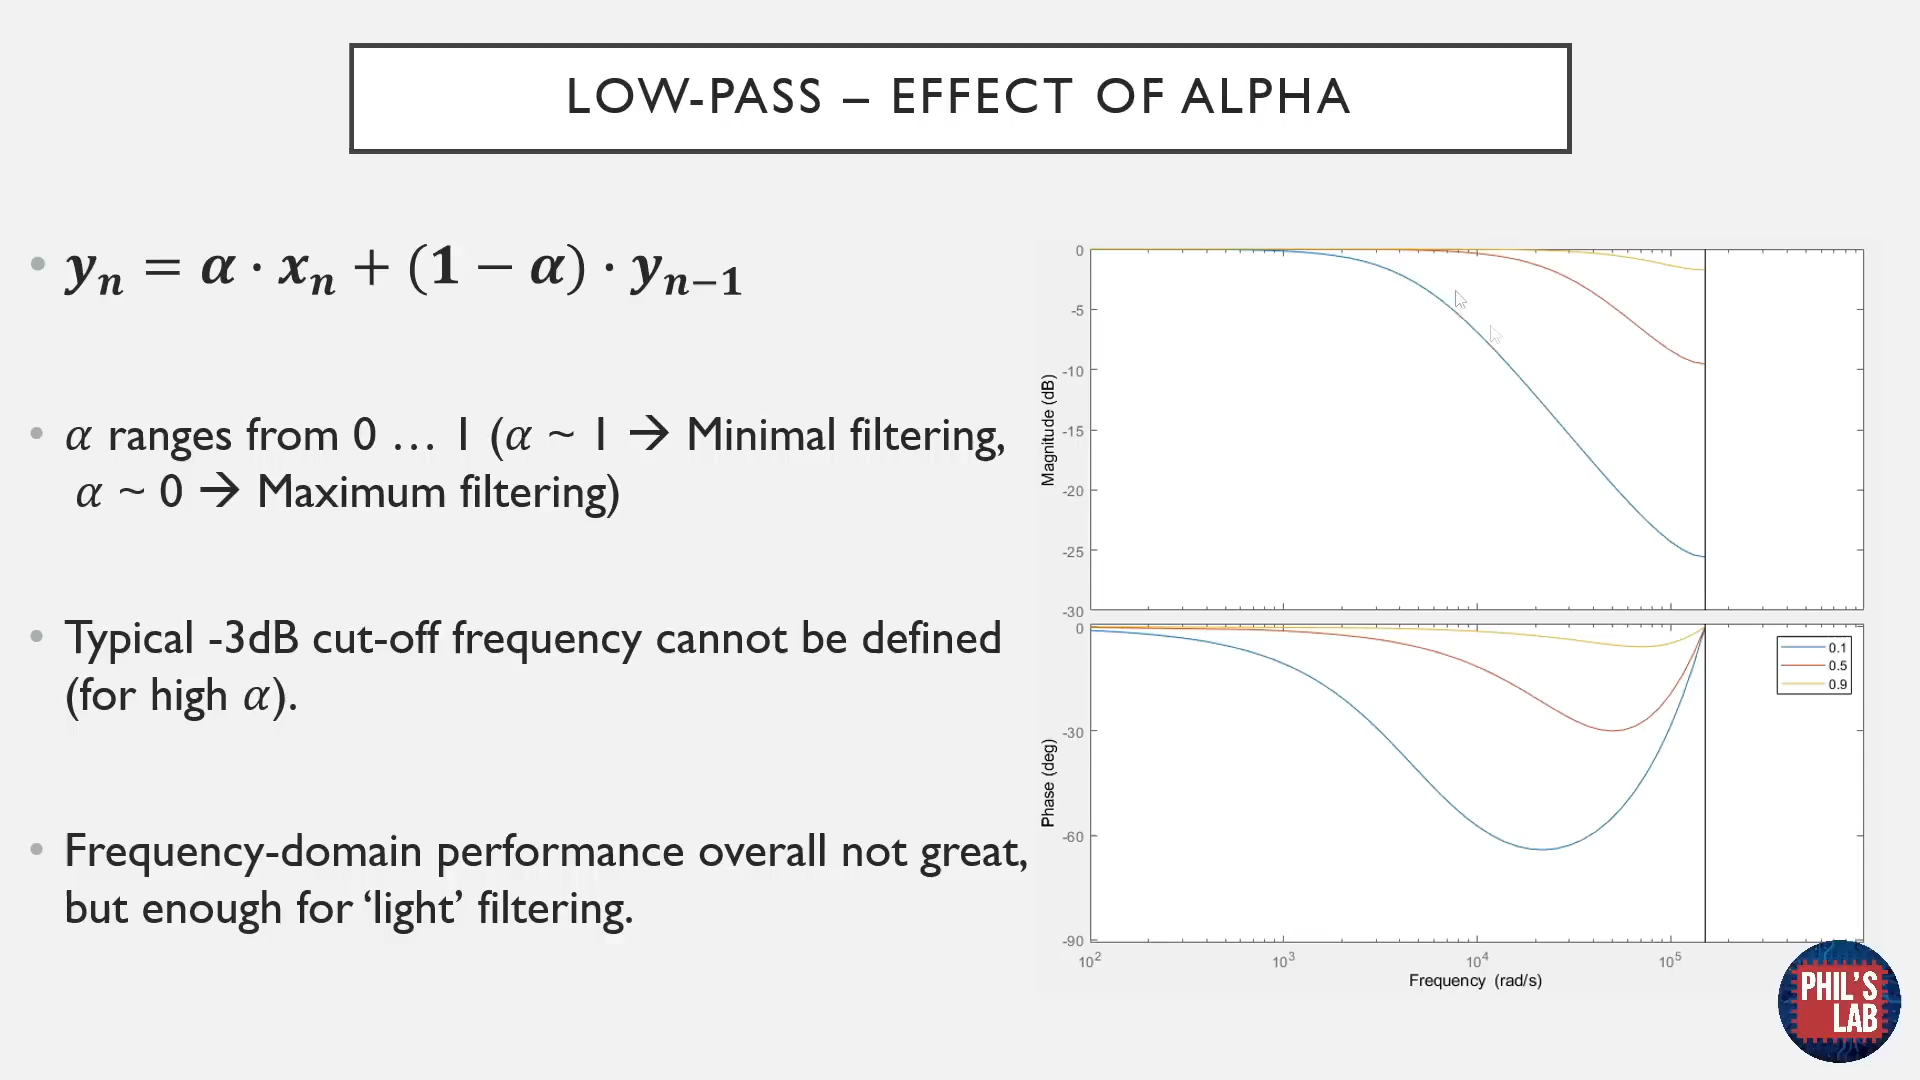 LOW-PASS – EFFECT OF ALPHA
• yₙ = α · xₙ + (1 − α) · yₙ₋₁
• α ranges from 0 … 1 (α ~ 1 → Minimal filtering,
α ~ 0 → Maximum filtering)
• Typical -3dB cut-off frequency cannot be defined
(for high α).
• Frequency-domain performance overall not great,
but enough for ‘light’ filtering.
Magnitude (dB)
0
-5
-10
-15
-20
-25
-30
Phase (deg)
0
-30
-60
-90
0.1
0.5
0.9
10² 10³ 10⁴ 10⁵
Frequency (rad/s)
PHIL'S
LAB